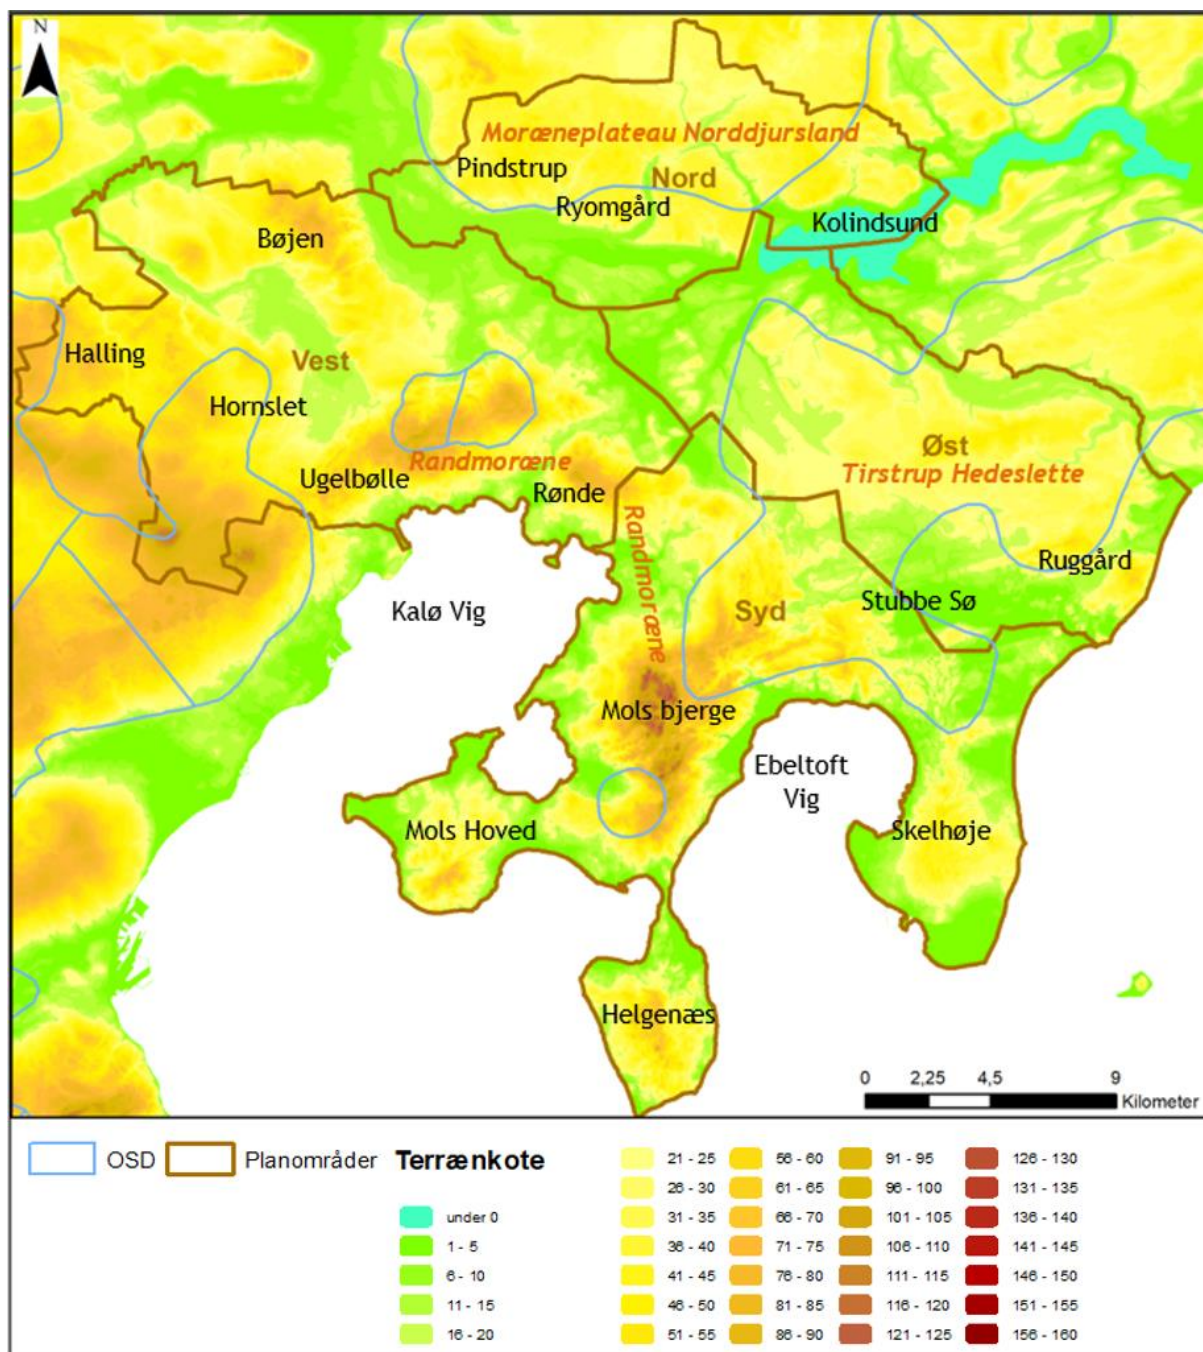 N
Moræneplateau Norddjursland
Pindstrup
Nord
Ryomgård
Kolindsund
Bøjen
Halling
Vest
Hornslet
Øst
Randmoræne
Tirstrup Hedeslette
Ugelbølle
Rønde
Randmoræne
Ruggård
Kalø Vig
Stubbe Sø
Syd
Mols bjerge
Ebeltoft
Vig
Mols Hoved
Skelhøje
Helgenæs
0 2,25 4,5 9
Kilometer
OSD
Planområder
Terrænkote
under 0
1 - 5
6 - 10
11 - 15
16 - 20
21 - 25
26 - 30
31 - 35
36 - 40
41 - 45
46 - 50
51 - 55
56 - 60
61 - 65
66 - 70
71 - 75
76 - 80
81 - 85
86 - 90
91 - 95
96 - 100
101 - 105
106 - 110
111 - 115
116 - 120
121 - 125
126 - 130
131 - 135
136 - 140
141 - 145
146 - 150
151 - 155
156 - 160